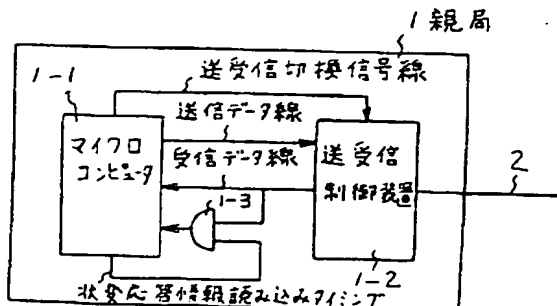 1 親局
1-1
送受信切換信号線
送信データ線
受信データ線
マイクロ
コンピュータ
送受信
制御装置
2
1-3
1-2
状態応答情報読み込みタイミング